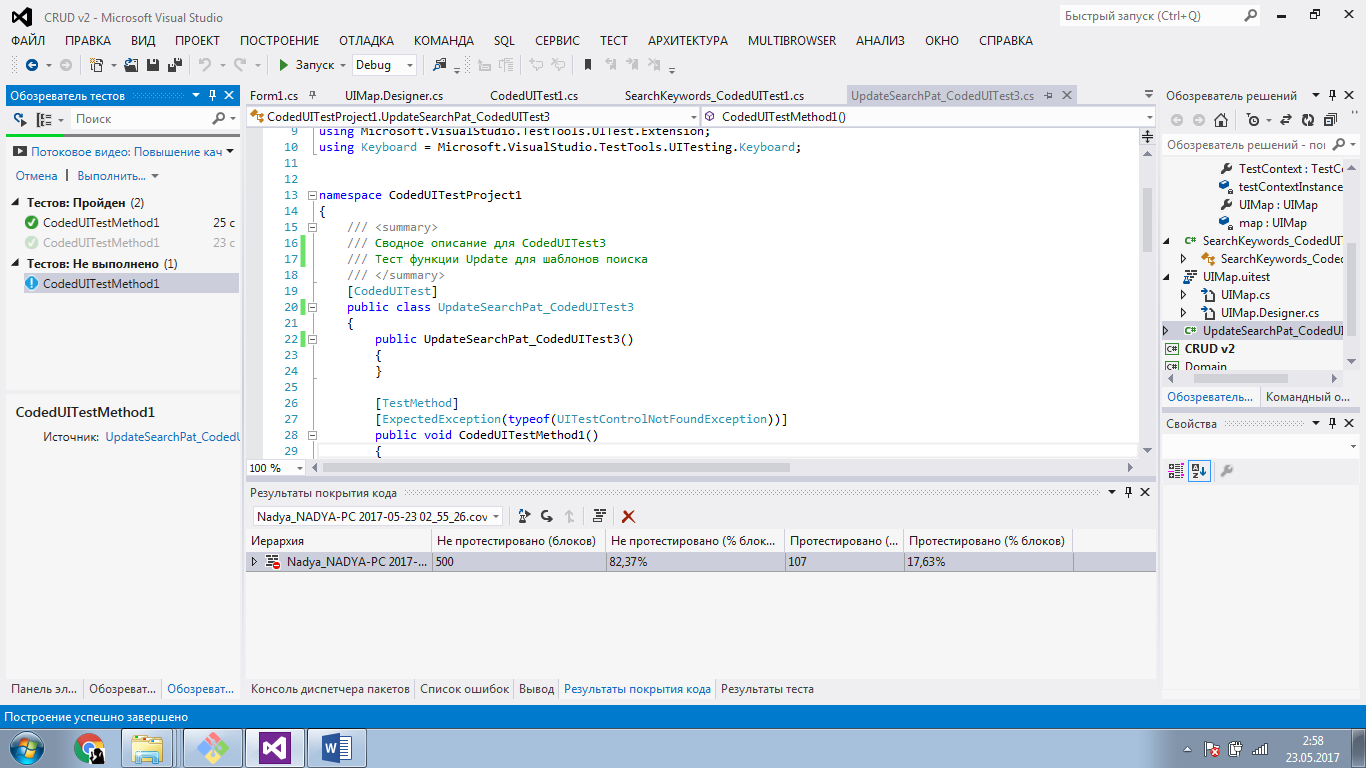 CRUD v2 - Microsoft Visual Studio
Быстрый запуск (Ctrl+Q)
ФАЙЛ ПРАВКА ВИД ПРОЕКТ ПОСТРОЕНИЕ ОТЛАДКА КОМАНДА SQL СЕРВИС ТЕСТ АРХИТЕКТУРА MULTIBROWSER АНАЛИЗ ОКНО СПРАВКА
Запуск Debug
Обозреватель тестов
Поиск
Потоковое видео: Повышение кач
Отмена | Выполнить...
Тестов: Пройден (2)
CodedUITestMethod1 25 с
CodedUITestMethod1 23 с
Тестов: Не выполнено (1)
CodedUITestMethod1
CodedUITestMethod1
Источник: UpdateSearchPat_CodedU
Панель эл... Обозреват... Обозреват...
Form1.cs UIMap.Designer.cs CodedUITest1.cs SearchKeywords_CodedUITest1.cs UpdateSearchPat_CodedUITest3.cs
CodedUITestProject1.UpdateSearchPat_CodedUITest3 CodedUITestMethod1()
9 using Microsoft.VisualStudio.TestTools.UITest.Extension;
10 using Keyboard = Microsoft.VisualStudio.TestTools.UITesting.Keyboard;
11
12
13 namespace CodedUITestProject1
14 {
15 /// <summary>
16 /// Сводное описание для CodedUITest3
17 /// Тест функции Update для шаблонов поиска
18 /// </summary>
19 [CodedUITest]
20 public class UpdateSearchPat_CodedUITest3
21 {
22 public UpdateSearchPat_CodedUITest3()
23 {
24 }
25
26 [TestMethod]
27 [ExpectedException(typeof(UITestControlNotFoundException))]
28 public void CodedUITestMethod1()
29 {
100 %
Результаты покрытия кода
Nadya_NADYA-PC 2017-05-23 02_55_26.cov
Иерархия Не протестировано (блоков) Не протестировано (% блок... Протестировано (... Протестировано (% блоков)
Nadya_NADYA-PC 2017-... 500 82,37% 107 17,63%
Консоль диспетчера пакетов Список ошибок Вывод Результаты покрытия кода Результаты теста
Обозреватель решений
Обозреватель решений - пои
TestContext : TestCo
testContextInstance
UIMap : UIMap
map : UIMap
SearchKeywords_CodedUI
SearchKeywords_Coded
UIMap.uitest
UIMap.cs
UIMap.Designer.cs
UpdateSearchPat_CodedUI
CRUD v2
Domain
Обозреватель... Командный о...
Свойства
Построение успешно завершено
2:58
23.05.2017